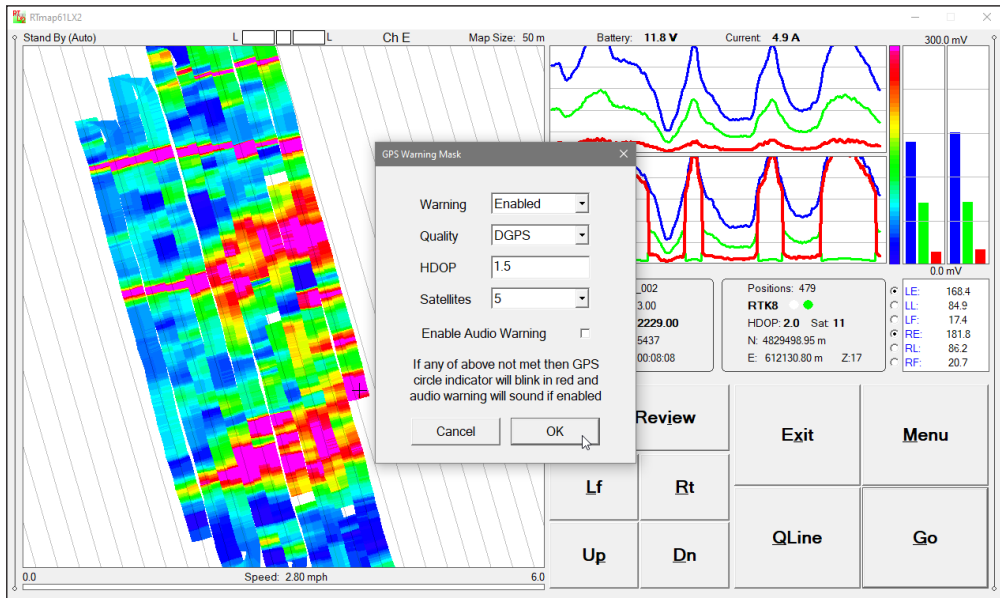 RTmap61LX2
Stand By (Auto)
L
L
Ch E
Map Size: 50 m
Battery: 11.8 V
Current: 4.9 A
300.0 mV
GPS Warning Mask
Warning
Enabled
Quality
DGPS
HDOP
1.5
Satellites
5
Enable Audio Warning
If any of above not met then GPS
circle indicator will blink in red and
audio warning will sound if enabled
Cancel
OK
0.0 mV
_002
3.00
2229.00
5437
00:08:08
Positions: 479
RTK8
HDOP: 2.0 Sat: 11
N: 4829498.95 m
E: 612130.80 m Z:17
LE: 168.4
LL: 84.9
LF: 17.4
RE: 181.8
RL: 86.2
RF: 20.7
Review
Exit
Menu
Lf
Rt
QLine
Go
Up
Dn
0.0
Speed: 2.80 mph
6.0